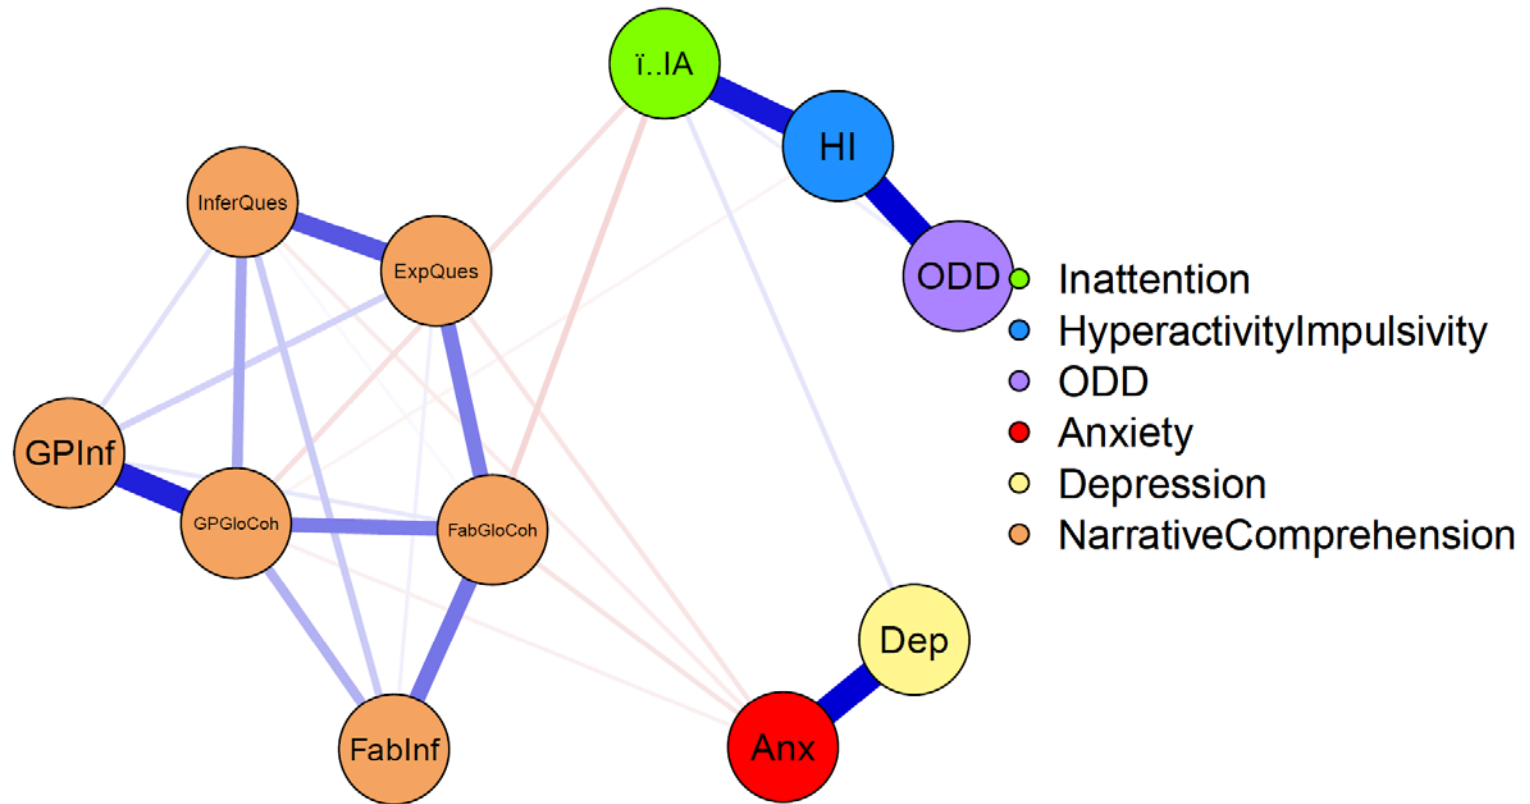 ï..IA
HI
InferQues
ExpQues
ODD
Inattention
HyperactivityImpulsivity
ODD
Anxiety
Depression
NarrativeComprehension
GPInf
GPGloCoh
FabGloCoh
Dep
Anx
FabInf